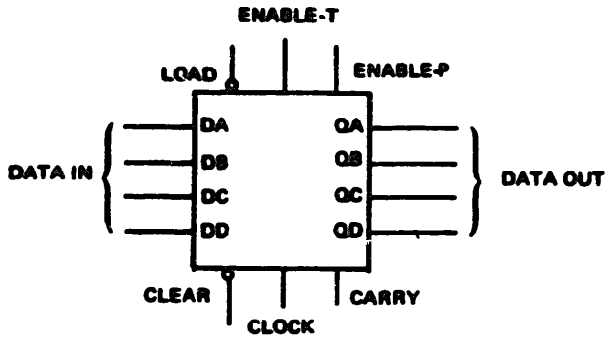 ENABLE-T
LOAD
ENABLE-P
DA
QA
DB
QB
DATA IN
DATA OUT
DC
QC
DD
QD
CLEAR
CARRY
CLOCK